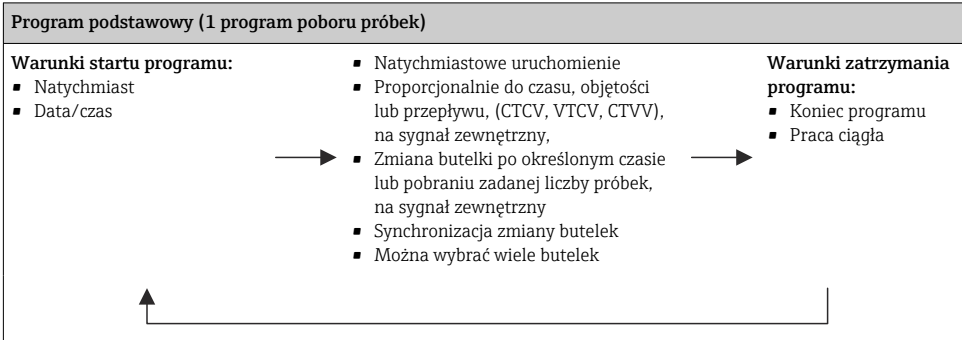 Program podstawowy (1 program poboru próbek)
Warunki startu programu:
▪ Natychmiast
▪ Data/czas
▪ Natychmiastowe uruchomienie
▪ Proporcjonalnie do czasu, objętości
lub przepływu, (CTCV, VTCV, CTVV),
na sygnał zewnętrzny,
▪ Zmiana butelki po określonym czasie
lub pobraniu zadanej liczby próbek,
na sygnał zewnętrzny
▪ Synchronizacja zmiany butelek
▪ Można wybrać wiele butelek
Warunki zatrzymania
programu:
▪ Koniec programu
▪ Praca ciągła